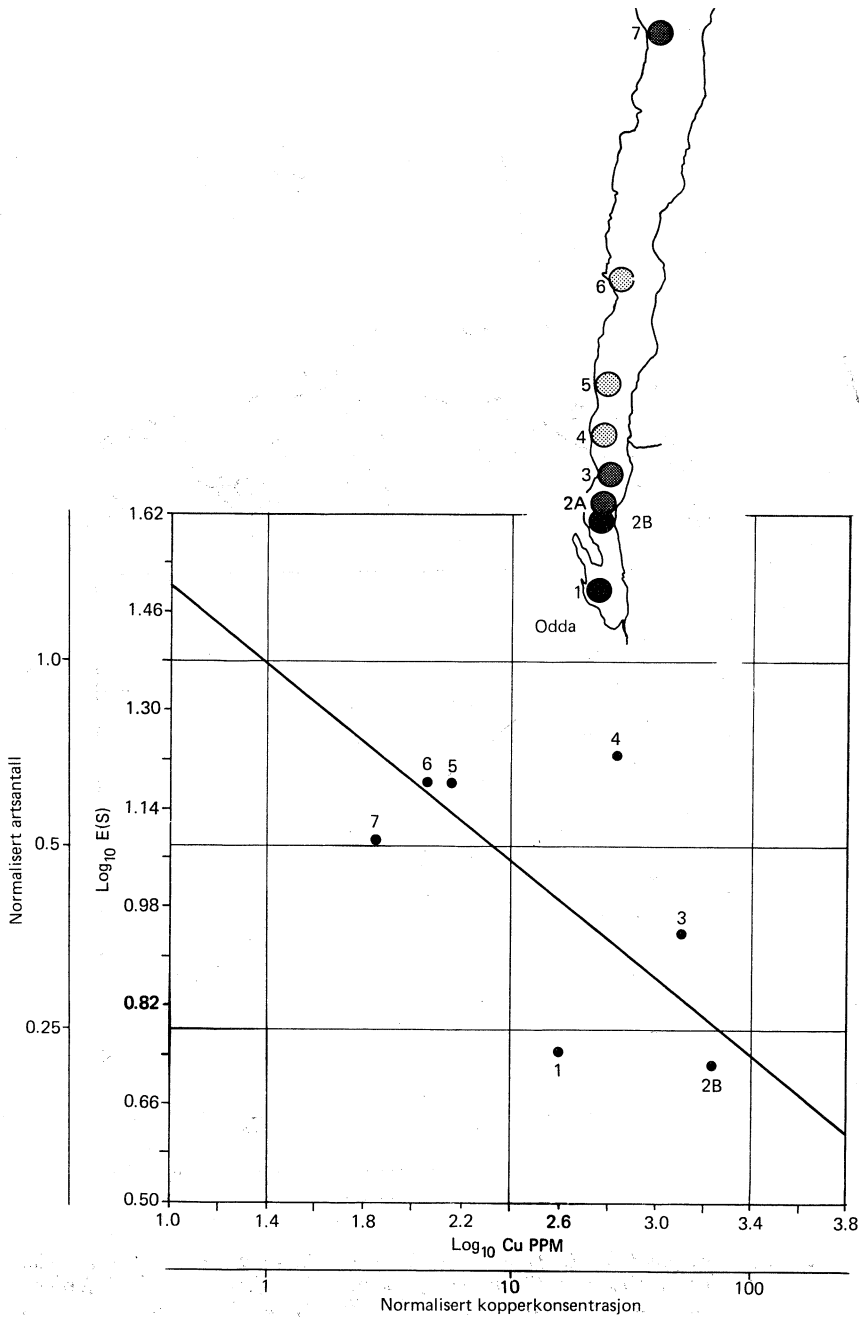 7
6
5
4
3
2A
2B
1
Odda
1.62
1.46
1.0
1.30
4
6 5
1.14
7
0.5
0.98
3
0.82
0.25
1
2B
0.66
0.50
Normalisert artsantall
Log10 E(S)
1.0 1.4 1.8 2.2 2.6 3.0 3.4 3.8
Log10 Cu PPM
1 10 100
Normalisert kopperkonsentrasjon